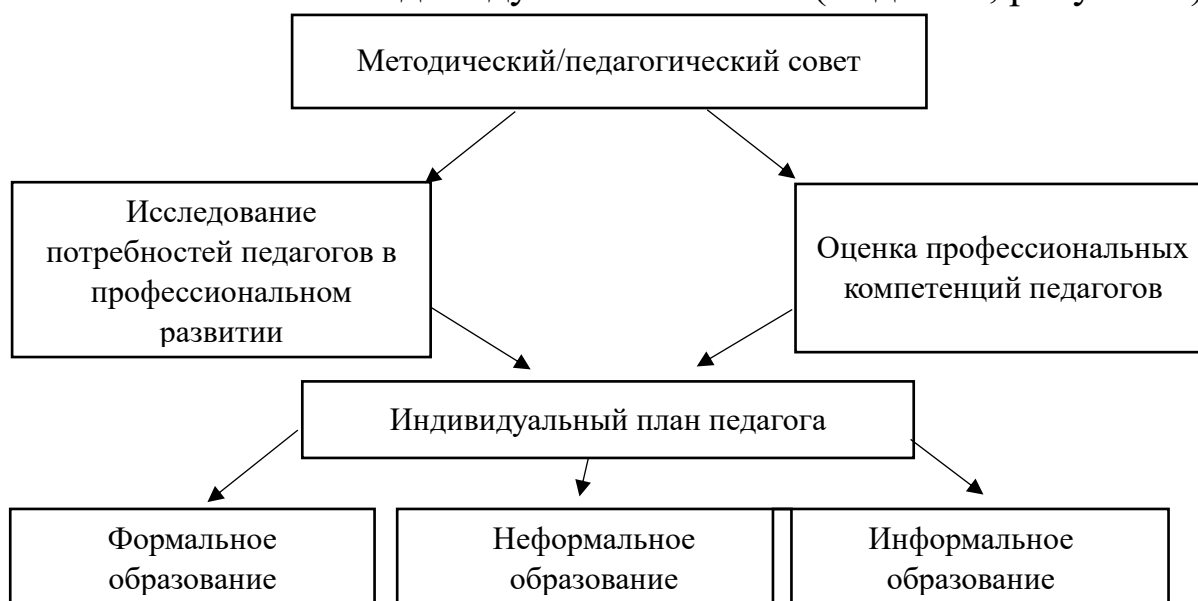 Методический/педагогический совет
Исследование
потребностей педагогов в
профессиональном
развитии
Оценка профессиональных
компетенций педагогов
Индивидуальный план педагога
Формальное
образование
Неформальное
образование
Информальное
образование